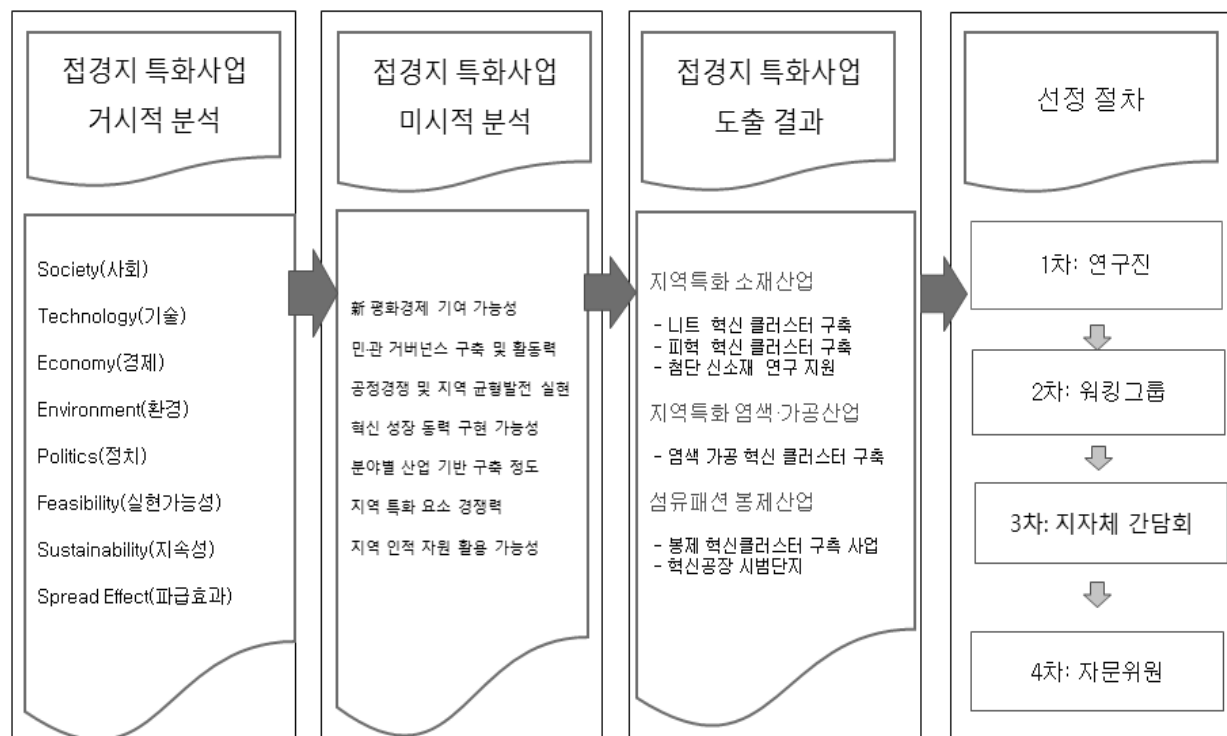 접경지 특화사업
거시적 분석
Society(사회)
Technology(기술)
Economy(경제)
Environment(환경)
Politics(정치)
Feasibility(실현가능성)
Sustainability(지속성)
Spread Effect(파급효과)
접경지 특화사업
미시적 분석
新 평화경제 기여 가능성
민·관 거버넌스 구축 및 활동력
공정경쟁 및 지역 균형발전 실현
혁신 성장 동력 구현 가능성
분야별 산업 기반 구축 정도
지역 특화 요소 경쟁력
지역 인적 자원 활용 가능성
접경지 특화사업
도출 결과
지역특화 소재산업
- 니트 혁신 클러스터 구축
- 피혁 혁신 클러스터 구축
- 첨단 신소재 연구 지원
지역특화 염색·가공산업
- 염색 가공 혁신 클러스터 구축
섬유패션 봉제산업
- 봉제 혁신클러스터 구축 사업
- 혁신공장 시범단지
선정 절차
1차: 연구진
2차: 워킹그룹
3차: 지자체 간담회
4차: 자문위원